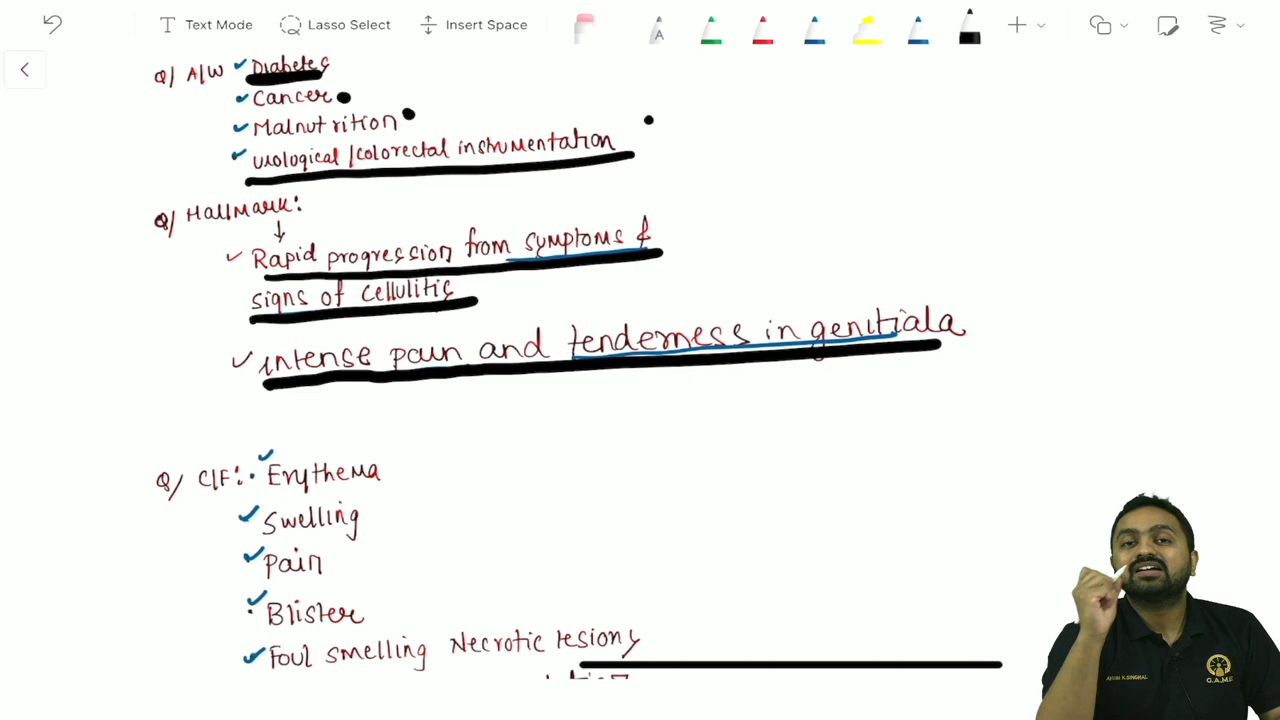 Text Mode Lasso Select Insert Space
A
Q/ A/W Diabetes
Cancer
Malnutrition
urological/colorectal instrumentation
Q/ Hallmark:
Rapid progression from symptoms &
signs of cellulitis
intense pain and tenderness in genitiala
Q/ C/F: Erythema
Swelling
Pain
Blister
Foul smelling Necrotic lesions
G.A.M.S